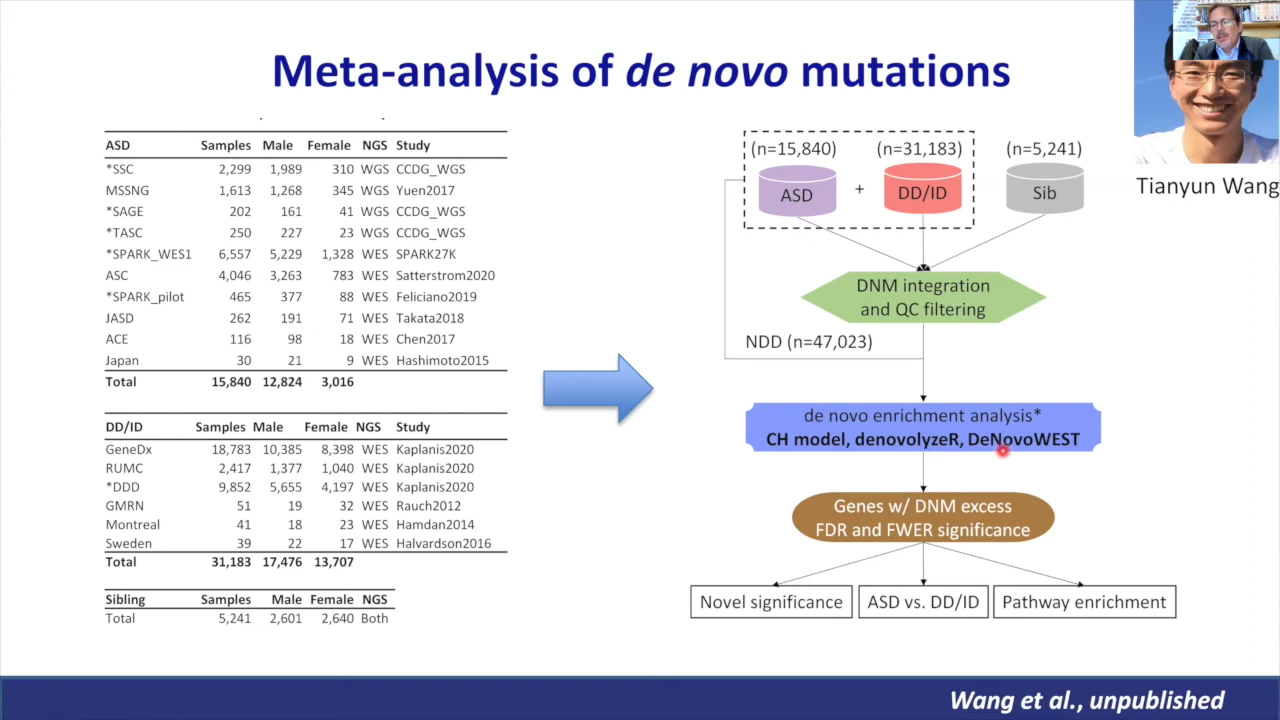 Meta-analysis of de novo mutations
ASD Samples Male Female NGS Study
*SSC 2,299 1,989 310 WGS CCDG_WGS
MSSNG 1,613 1,268 345 WGS Yuen2017
*SAGE 202 161 41 WGS CCDG_WGS
*TASC 250 227 23 WGS CCDG_WGS
*SPARK_WES1 6,557 5,229 1,328 WES SPARK27K
ASC 4,046 3,263 783 WES Satterstrom2020
*SPARK_pilot 465 377 88 WES Feliciano2019
JASD 262 191 71 WES Takata2018
ACE 116 98 18 WES Chen2017
Japan 30 21 9 WES Hashimoto2015
Total 15,840 12,824 3,016
DD/ID Samples Male Female NGS Study
GeneDx 18,783 10,385 8,398 WES Kaplanis2020
RUMC 2,417 1,377 1,040 WES Kaplanis2020
*DDD 9,852 5,655 4,197 WES Kaplanis2020
GMRN 51 19 32 WES Rauch2012
Montreal 41 18 23 WES Hamdan2014
Sweden 39 22 17 WES Halvardson2016
Total 31,183 17,476 13,707
Sibling Samples Male Female NGS
Total 5,241 2,601 2,640 Both
(n=15,840) (n=31,183) (n=5,241)
ASD + DD/ID Sib
DNM integration
and QC filtering
NDD (n=47,023)
de novo enrichment analysis*
CH model, denovolyzeR, DeNovoWEST
Genes w/ DNM excess
FDR and FWER significance
Novel significance ASD vs. DD/ID Pathway enrichment
Tianyun Wang
Wang et al., unpublished